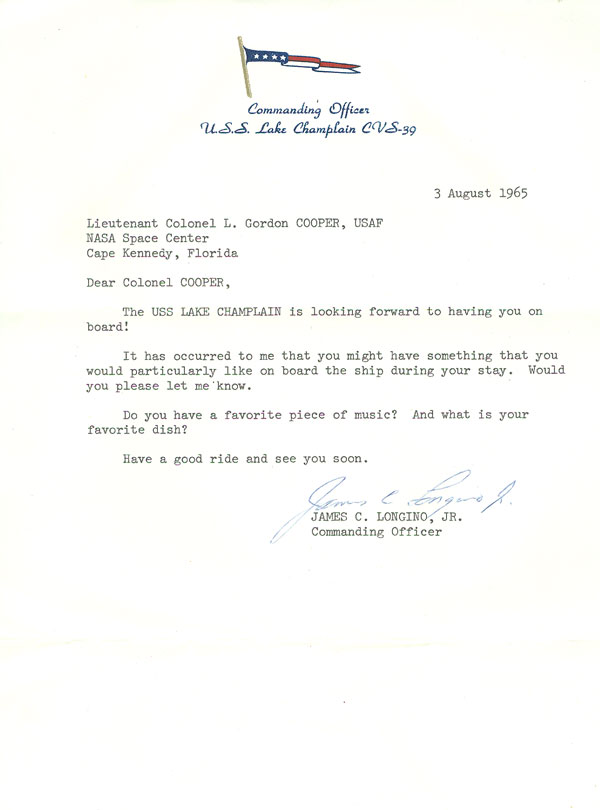 Commanding Officer
U.S.S. Lake Champlain CVS-39
3 August 1965
Lieutenant Colonel L. Gordon COOPER, USAF
NASA Space Center
Cape Kennedy, Florida
Dear Colonel COOPER,
The USS LAKE CHAMPLAIN is looking forward to having you on
board!
It has occurred to me that you might have something that you
would particularly like on board the ship during your stay. Would
you please let me know.
Do you have a favorite piece of music? And what is your
favorite dish?
Have a good ride and see you soon.
James C. Longino Jr.
JAMES C. LONGINO, JR.
Commanding Officer